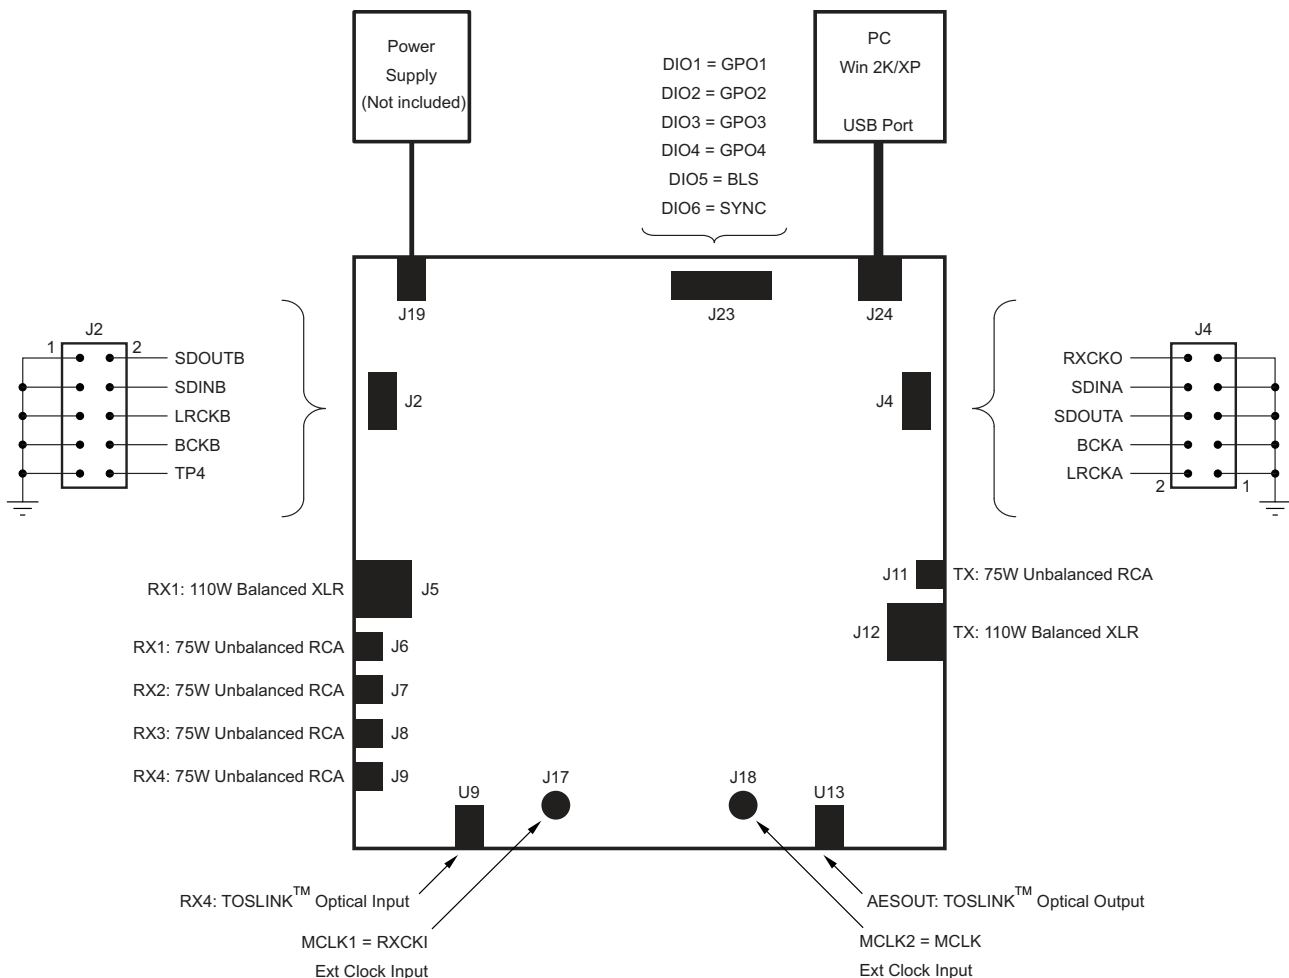 Power
Supply
(Not included)
DIO1 = GPO1
DIO2 = GPO2
DIO3 = GPO3
DIO4 = GPO4
DIO5 = BLS
DIO6 = SYNC
PC
Win 2K/XP
USB Port
J19
J23
J24
J2
1
2
SDOUTB
SDINB
LRCKB
BCKB
TP4
J2
J4
J4
RXCKO
SDINA
SDOUTA
BCKA
LRCKA
2
1
RX1: 110W Balanced XLR
J5
RX1: 75W Unbalanced RCA
J6
RX2: 75W Unbalanced RCA
J7
RX3: 75W Unbalanced RCA
J8
RX4: 75W Unbalanced RCA
J9
J11
TX: 75W Unbalanced RCA
J12
TX: 110W Balanced XLR
U9
J17
J18
U13
RX4: TOSLINK™ Optical Input
MCLK1 = RXCKI
Ext Clock Input
AESOUT: TOSLINK™ Optical Output
MCLK2 = MCLK
Ext Clock Input